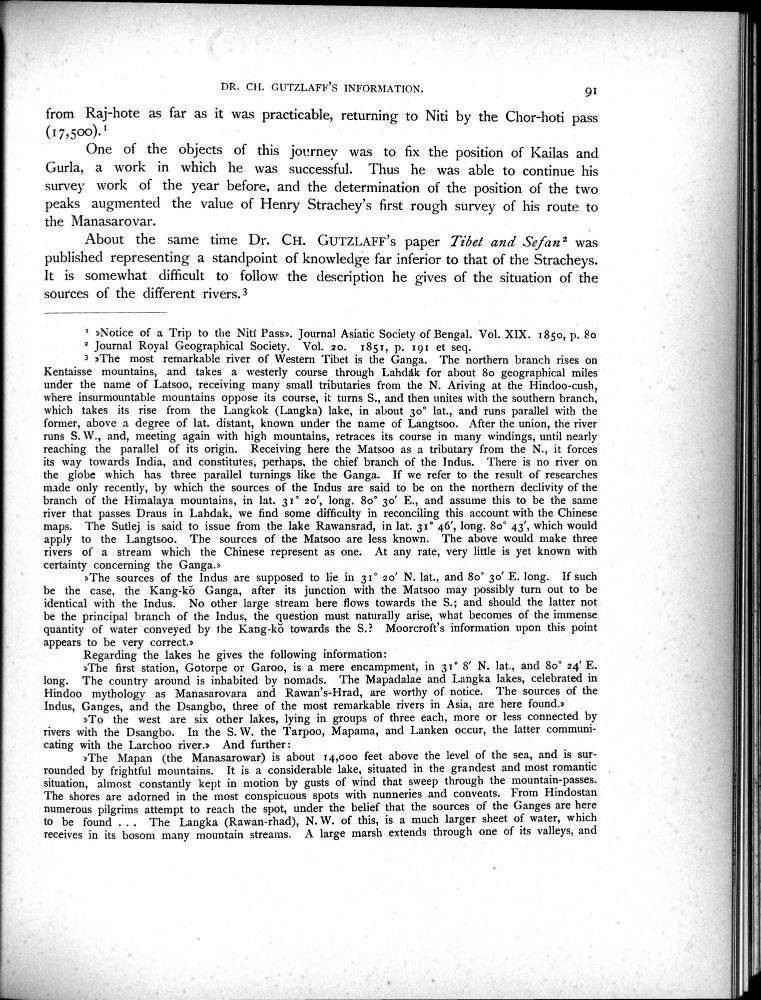 DR. CH. GUTZLAFF'S INFORMATION. 91
from Raj-hote as far as it was practicable, returning to Niti by the Chor-hoti pass
(17,500).¹
One of the objects of this journey was to fix the position of Kailas and
Gurla, a work in which he was successful. Thus he was able to continue his
survey work of the year before, and the determination of the position of the two
peaks augmented the value of Henry Strachey's first rough survey of his route to
the Manasarovar.
About the same time Dr. CH. GUTZLAFF's paper Tibet and Sefan² was
published representing a standpoint of knowledge far inferior to that of the Stracheys.
It is somewhat difficult to follow the description he gives of the situation of the
sources of the different rivers.³
¹ »Notice of a Trip to the Nití Pass». Journal Asiatic Society of Bengal. Vol. XIX. 1850, p. 80
² Journal Royal Geographical Society. Vol. 20. 1851, p. 191 et seq.
³ »The most remarkable river of Western Tibet is the Ganga. The northern branch rises on
Kentaisse mountains, and takes a westerly course through Lahdák for about 80 geographical miles
under the name of Latsoo, receiving many small tributaries from the N. Ariving at the Hindoo-cush,
where insurmountable mountains oppose its course, it turns S., and then unites with the southern branch,
which takes its rise from the Langkok (Langka) lake, in about 30° lat., and runs parallel with the
former, above a degree of lat. distant, known under the name of Langtsoo. After the union, the river
runs S.W., and, meeting again with high mountains, retraces its course in many windings, until nearly
reaching the parallel of its origin. Receiving here the Matsoo as a tributary from the N., it forces
its way towards India, and constitutes, perhaps, the chief branch of the Indus. There is no river on
the globe which has three parallel turnings like the Ganga. If we refer to the result of researches
made only recently, by which the sources of the Indus are said to be on the northern declivity of the
branch of the Himalaya mountains, in lat. 31° 20′, long. 80° 30′ E., and assume this to be the same
river that passes Draus in Lahdak, we find some difficulty in reconciling this account with the Chinese
maps. The Sutlej is said to issue from the lake Rawansrad, in lat. 31° 46′, long. 80° 43′, which would
apply to the Langtsoo. The sources of the Matsoo are less known. The above would make three
rivers of a stream which the Chinese represent as one. At any rate, very little is yet known with
certainty concerning the Ganga.»
»The sources of the Indus are supposed to lie in 31° 20′ N. lat., and 80° 30′ E. long. If such
be the case, the Kang-kŏ Ganga, after its junction with the Matsoo may possibly turn out to be
identical with the Indus. No other large stream here flows towards the S.; and should the latter not
be the principal branch of the Indus, the question must naturally arise, what becomes of the immense
quantity of water conveyed by the Kang-kŏ towards the S.? Moorcroft's information upon this point
appears to be very correct.»
Regarding the lakes he gives the following information:
»The first station, Gotorpe or Garoo, is a mere encampment, in 31° 8′ N. lat., and 80° 24′ E.
long. The country around is inhabited by nomads. The Mapadalae and Langka lakes, celebrated in
Hindoo mythology as Manasarovara and Rawan's-Hrad, are worthy of notice. The sources of the
Indus, Ganges, and the Dsangbo, three of the most remarkable rivers in Asia, are here found.»
»To the west are six other lakes, lying in groups of three each, more or less connected by
rivers with the Dsangbo. In the S.W. the Tarpoo, Mapama, and Lanken occur, the latter communi-
cating with the Larchoo river.» And further:
»The Mapan (the Manasarowar) is about 14,000 feet above the level of the sea, and is sur-
rounded by frightful mountains. It is a considerable lake, situated in the grandest and most romantic
situation, almost constantly kept in motion by gusts of wind that sweep through the mountain-passes.
The shores are adorned in the most conspicuous spots with nunneries and convents. From Hindostan
numerous pilgrims attempt to reach the spot, under the belief that the sources of the Ganges are here
to be found ... The Langka (Rawan-rhad), N.W. of this, is a much larger sheet of water, which
receives in its bosom many mountain streams. A large marsh extends through one of its valleys, and